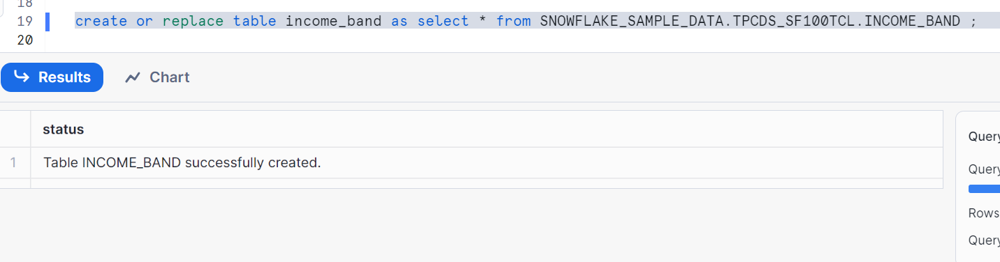 18
19 create or replace table income_band as select * from SNOWFLAKE_SAMPLE_DATA.TPCDS_SF100TCL.INCOME_BAND ;
20
Results Chart
status
1 Table INCOME_BAND successfully created.
Query
Query
Rows
Query